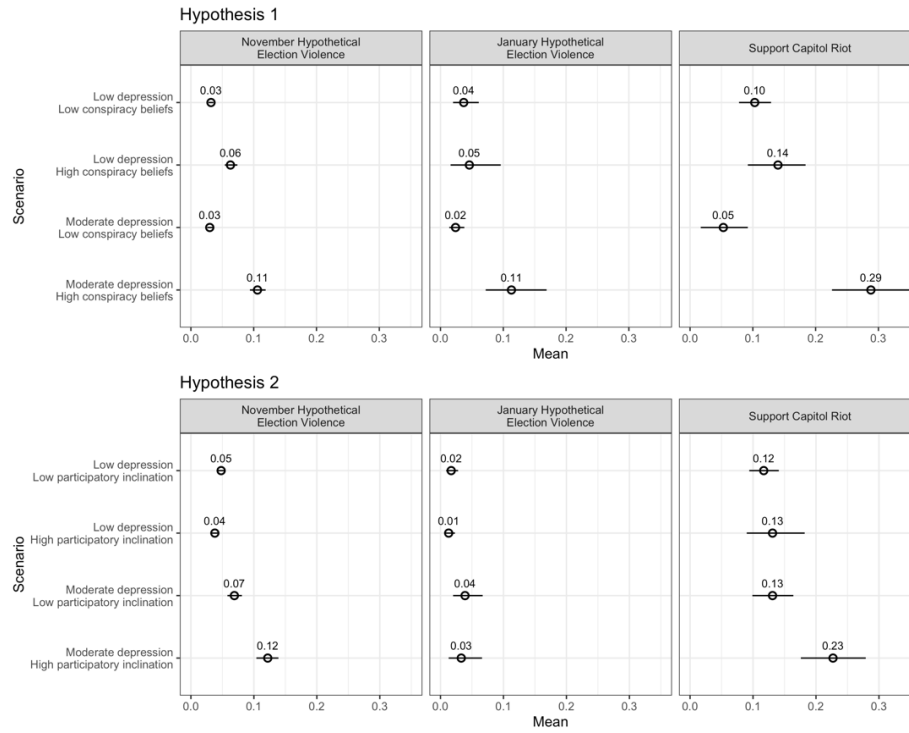 Hypothesis 1
November Hypothetical
Election Violence
January Hypothetical
Election Violence
Support Capitol Riot
Scenario
Low depression
Low conspiracy beliefs
0.03
0.04
0.10
Low depression
High conspiracy beliefs
0.06
0.05
0.14
Moderate depression
Low conspiracy beliefs
0.03
0.02
0.05
Moderate depression
High conspiracy beliefs
0.11
0.11
0.29
0.0 0.1 0.2 0.3
0.0 0.1 0.2 0.3
0.0 0.1 0.2 0.3
Mean
Hypothesis 2
November Hypothetical
Election Violence
January Hypothetical
Election Violence
Support Capitol Riot
Scenario
Low depression
Low participatory inclination
0.05
0.02
0.12
Low depression
High participatory inclination
0.04
0.01
0.13
Moderate depression
Low participatory inclination
0.07
0.04
0.13
Moderate depression
High participatory inclination
0.12
0.03
0.23
0.0 0.1 0.2 0.3
0.0 0.1 0.2 0.3
0.0 0.1 0.2 0.3
Mean